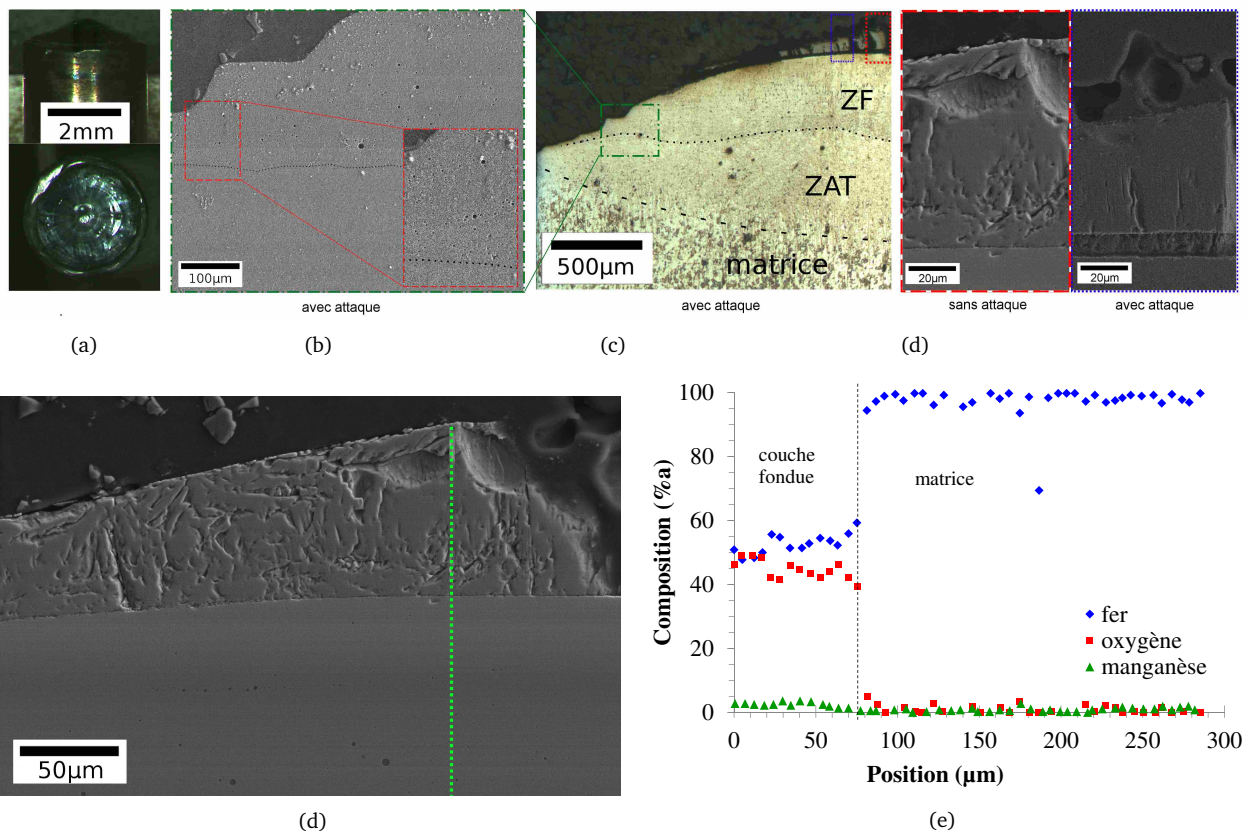 2mm
100µm
avec attaque
ZF
ZAT
matrice
500µm
avec attaque
20µm
sans attaque
20µm
avec attaque
(a)
(b)
(c)
(d)
50µm
(d)
Composition (%a)
100
80
60
40
20
0
couche
fondue
matrice
fer
oxygène
manganèse
0
50
100
150
200
250
300
Position (µm)
(e)